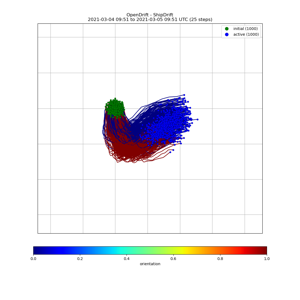 OpenDrift - ShipDrift
2021-03-04 09:51 to 2021-03-05 09:51 UTC (25 steps)
initial (1000)
active (1000)
0.0 0.2 0.4 0.6 0.8 1.0
orientation